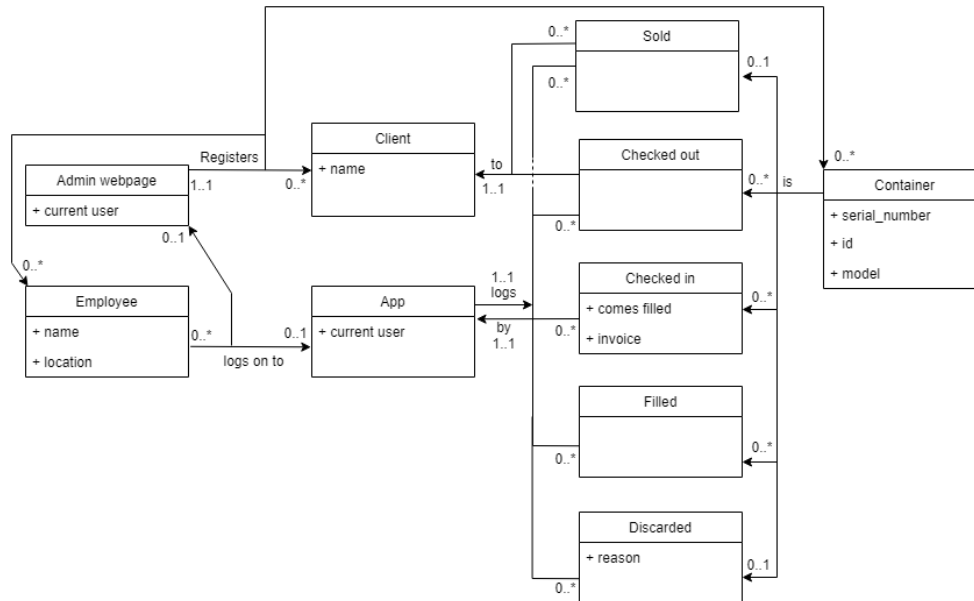 0..*
Sold
0..*
0..1
Client
+ name
Registers
1..1
0..*
to
1..1
Checked out
0..*
0..*
is
0..*
Container
+ serial_number
+ id
+ model
Admin webpage
+ current user
0..1
0..*
Employee
+ name
+ location
0..*
logs on to
0..1
App
+ current user
1..1
logs
by
1..1
Checked in
+ comes filled
+ invoice
0..*
0..*
Filled
0..*
0..*
Discarded
+ reason
0..1
0..*